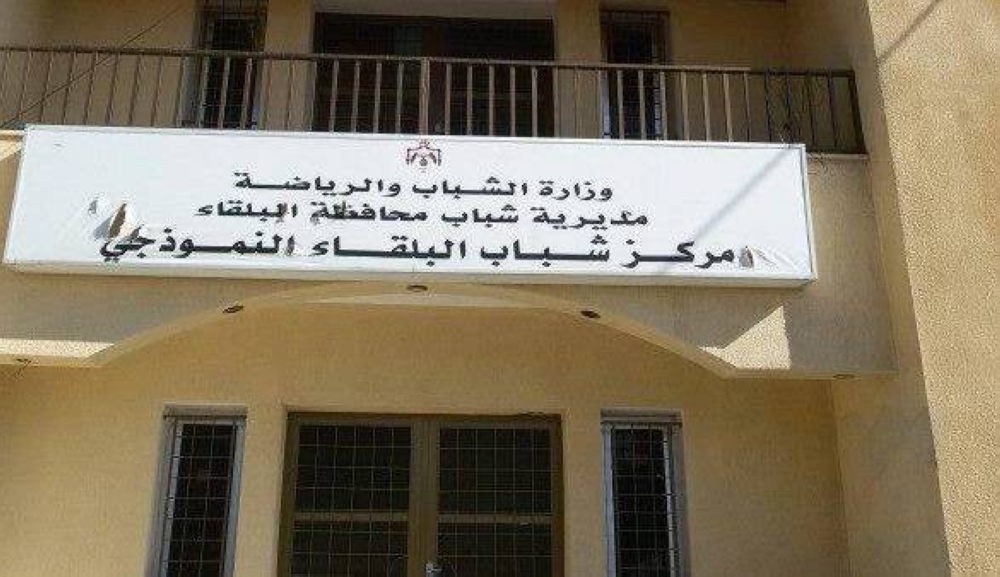 وزارة الشباب والرياضة
مديرية شباب محافظة البلقاء
مركز شباب البلقاء النموذجي